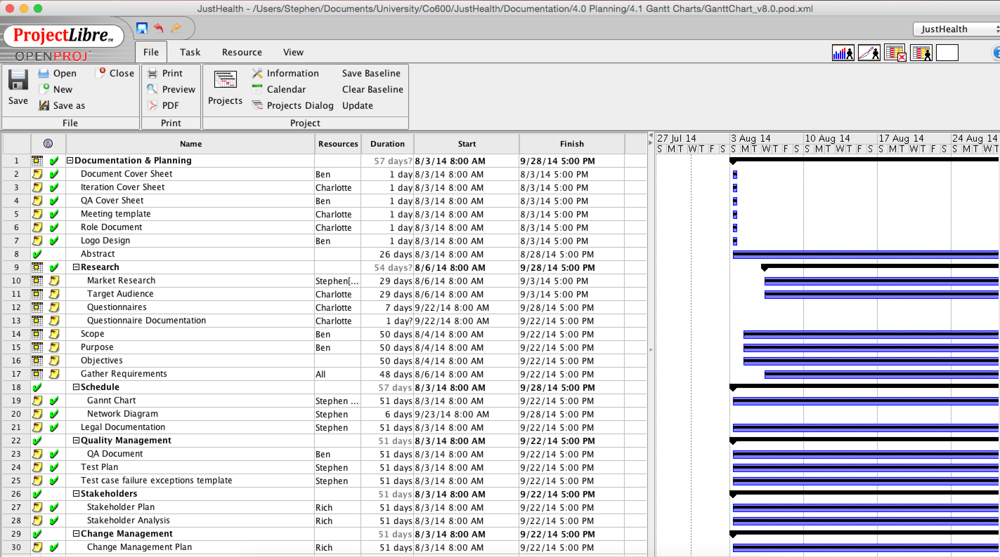 JustHealth - /Users/Stephen/Documents/University/Co600/JustHealth/Documentation/4.0 Planning/4.1 Gantt Charts/GanttChart_v8.0.pod.xml
ProjectLibre™
OPENPROJ™
JustHealth
File Task Resource View
Save Open New Save as Close
Print Preview PDF
Projects Information Calendar Projects Dialog Save Baseline Clear Baseline Update
File Print Project
Name Resources Duration Start Finish
27 Jul 14 3 Aug 14 10 Aug 14 17 Aug 14 24 Aug 14
S M T W T F S S M T W T F S S M T W T F S S M T W T F S S M T W T
1 Documentation & Planning 57 days? 8/3/14 8:00 AM 9/28/14 5:00 PM
2 Document Cover Sheet Ben 1 day 8/3/14 8:00 AM 8/3/14 5:00 PM
3 Iteration Cover Sheet Charlotte 1 day 8/3/14 8:00 AM 8/3/14 5:00 PM
4 QA Cover Sheet Ben 1 day 8/3/14 8:00 AM 8/3/14 5:00 PM
5 Meeting template Charlotte 1 day 8/3/14 8:00 AM 8/3/14 5:00 PM
6 Role Document Charlotte 1 day 8/3/14 8:00 AM 8/3/14 5:00 PM
7 Logo Design Ben 1 day 8/3/14 8:00 AM 8/3/14 5:00 PM
8 Abstract 26 days 8/3/14 8:00 AM 8/28/14 5:00 PM
9 Research 54 days? 8/6/14 8:00 AM 9/28/14 5:00 PM
10 Market Research Stephen[... 29 days 8/6/14 8:00 AM 9/3/14 5:00 PM
11 Target Audience Charlotte 29 days 8/6/14 8:00 AM 9/3/14 5:00 PM
12 Questionnaires Charlotte 7 days 9/22/14 8:00 AM 9/28/14 5:00 PM
13 Questionnaire Documentation Charlotte 1 day? 9/22/14 8:00 AM 9/22/14 5:00 PM
14 Scope Ben 50 days 8/4/14 8:00 AM 9/22/14 5:00 PM
15 Purpose Ben 50 days 8/4/14 8:00 AM 9/22/14 5:00 PM
16 Objectives 50 days 8/4/14 8:00 AM 9/22/14 5:00 PM
17 Gather Requirements All 48 days 8/6/14 8:00 AM 9/22/14 5:00 PM
18 Schedule 57 days 8/3/14 8:00 AM 9/28/14 5:00 PM
19 Gannt Chart Stephen ... 51 days 8/3/14 8:00 AM 9/22/14 5:00 PM
20 Network Diagram Stephen 6 days 9/23/14 8:00 AM 9/28/14 5:00 PM
21 Legal Documentation Stephen 51 days 8/3/14 8:00 AM 9/22/14 5:00 PM
22 Quality Management 51 days 8/3/14 8:00 AM 9/22/14 5:00 PM
23 QA Document Ben 51 days 8/3/14 8:00 AM 9/22/14 5:00 PM
24 Test Plan Stephen 51 days 8/3/14 8:00 AM 9/22/14 5:00 PM
25 Test case failure exceptions template Stephen 51 days 8/3/14 8:00 AM 9/22/14 5:00 PM
26 Stakeholders 51 days 8/3/14 8:00 AM 9/22/14 5:00 PM
27 Stakeholder Plan Rich 51 days 8/3/14 8:00 AM 9/22/14 5:00 PM
28 Stakeholder Analysis Rich 51 days 8/3/14 8:00 AM 9/22/14 5:00 PM
29 Change Management 51 days 8/3/14 8:00 AM 9/22/14 5:00 PM
30 Change Management Plan Rich 51 days 8/3/14 8:00 AM 9/22/14 5:00 PM